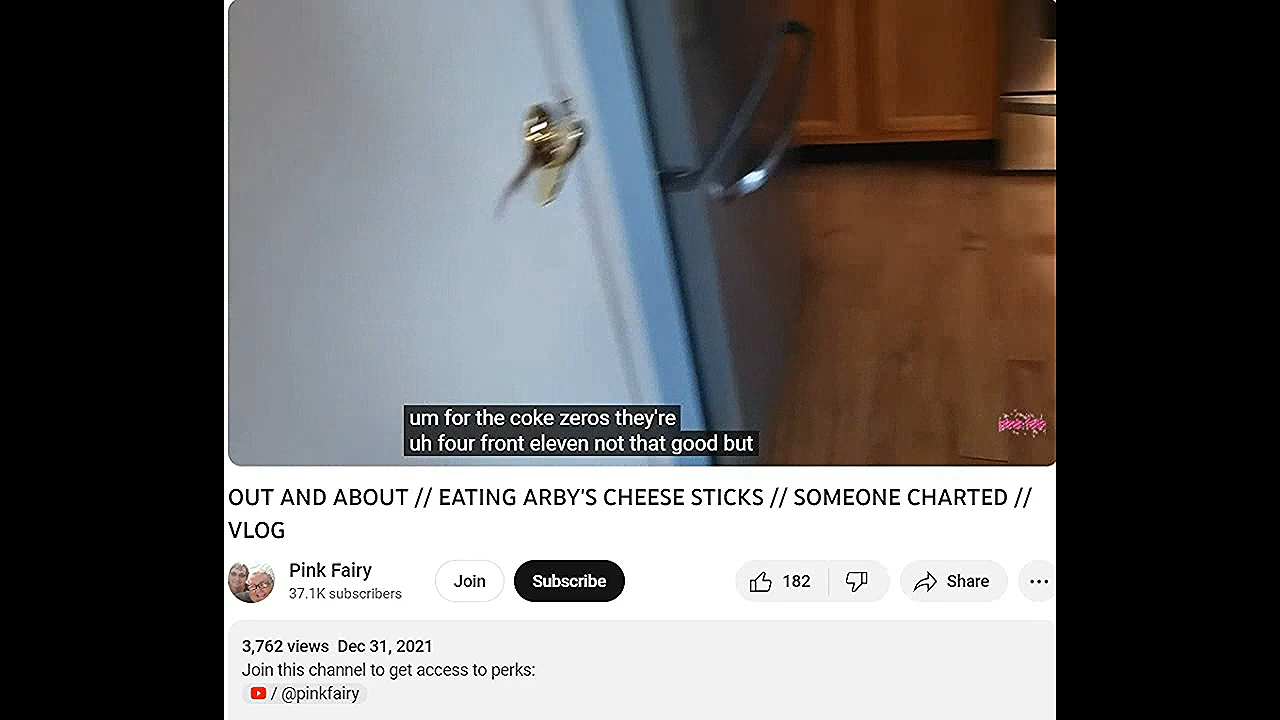 um for the coke zeros they're
uh four front eleven not that good but
OUT AND ABOUT // EATING ARBY'S CHEESE STICKS // SOMEONE CHARTED //
VLOG
Pink Fairy
37.1K subscribers
Join
Subscribe
182
Share
3,762 views Dec 31, 2021
Join this channel to get access to perks:
/ @pinkfairy